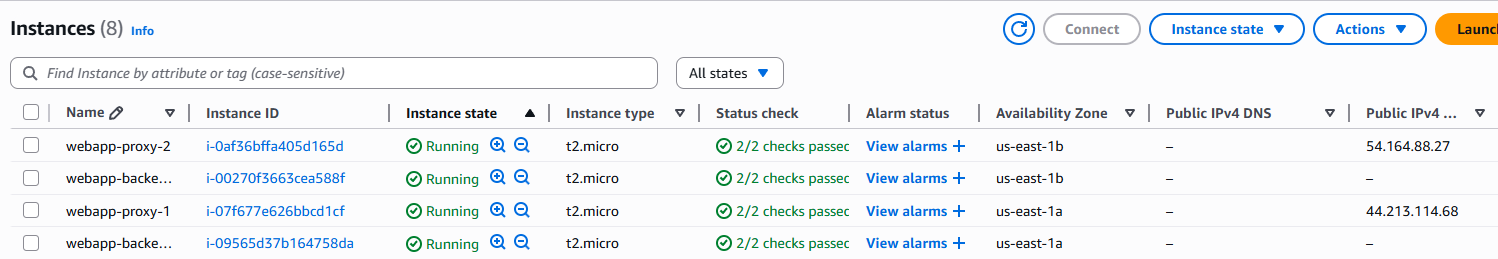 Instances (8) Info Connect Instance state Actions Launc
Find Instance by attribute or tag (case-sensitive) All states
Name Instance ID Instance state Instance type Status check Alarm status Availability Zone Public IPv4 DNS Public IPv4 ...
webapp-proxy-2 i-0af36bffa405d165d Running t2.micro 2/2 checks passed View alarms + us-east-1b – 54.164.88.27
webapp-backe... i-00270f3663cea588f Running t2.micro 2/2 checks passed View alarms + us-east-1b – –
webapp-proxy-1 i-07f677e626bbcd1cf Running t2.micro 2/2 checks passed View alarms + us-east-1a – 44.213.114.68
webapp-backe... i-09565d37b164758da Running t2.micro 2/2 checks passed View alarms + us-east-1a – –